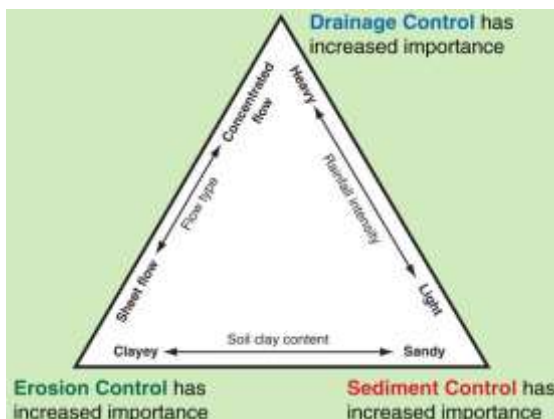 Drainage Control has
increased importance
Concentrated
flow
Heavy
Flow type
Rainfall intensity
Sheet flow
Light
Clayey
Soil clay content
Sandy
Erosion Control has
increased importance
Sediment Control has
increased importance